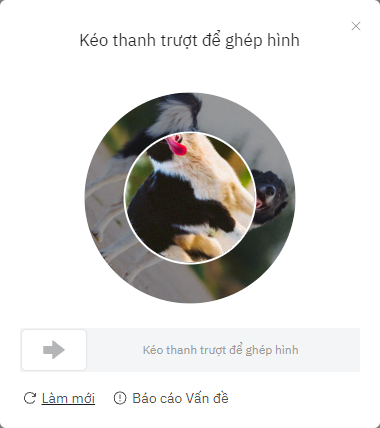 Kéo thanh trượt để ghép hình
Kéo thanh trượt để ghép hình
Làm mới
Báo cáo Vấn đề